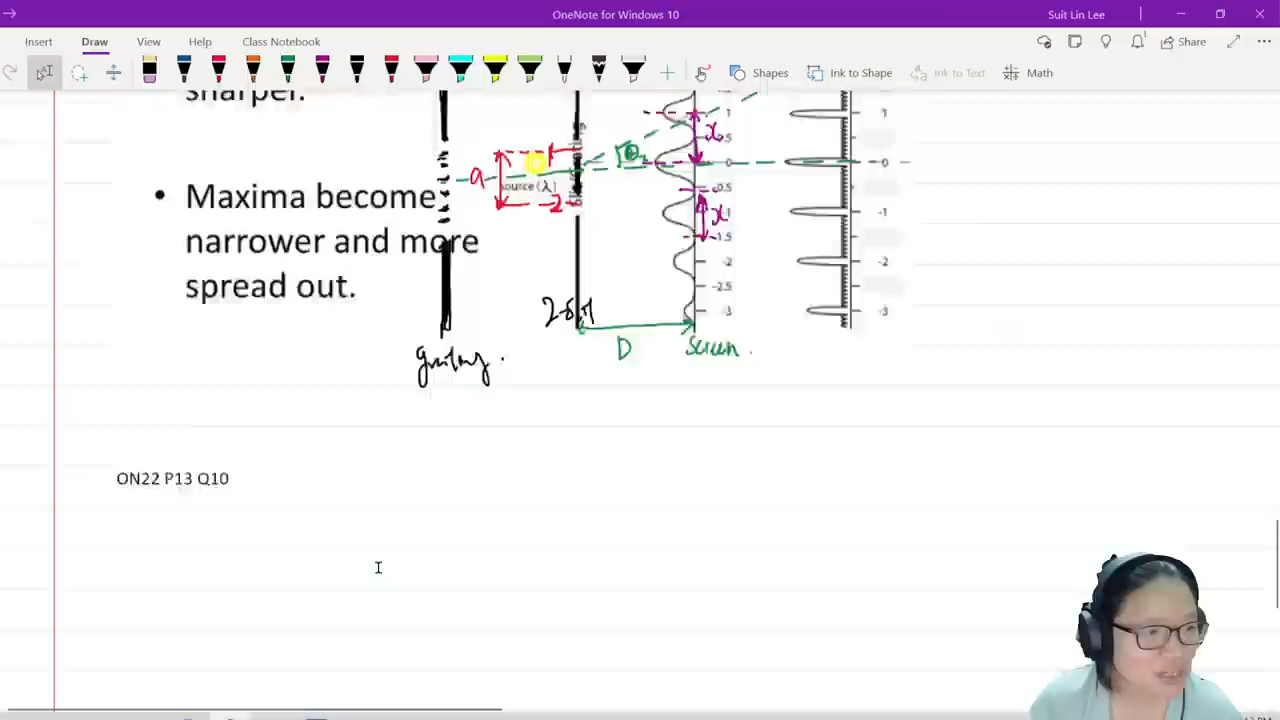 OneNote for Windows 10
Suit Lin Lee
Insert
Draw
View
Help
Class Notebook
Share
Shapes
Ink to Shape
Ink to Text
Math
sharper.
• Maxima become
narrower and more
spread out.
a
source (λ)
1
2
θ
x
x
1
0.5
0
-0.5
-1
-1.5
-2
-2.5
-3
1
0
-1
-2
-3
D
Screen.
grating.
ON22 P13 Q10